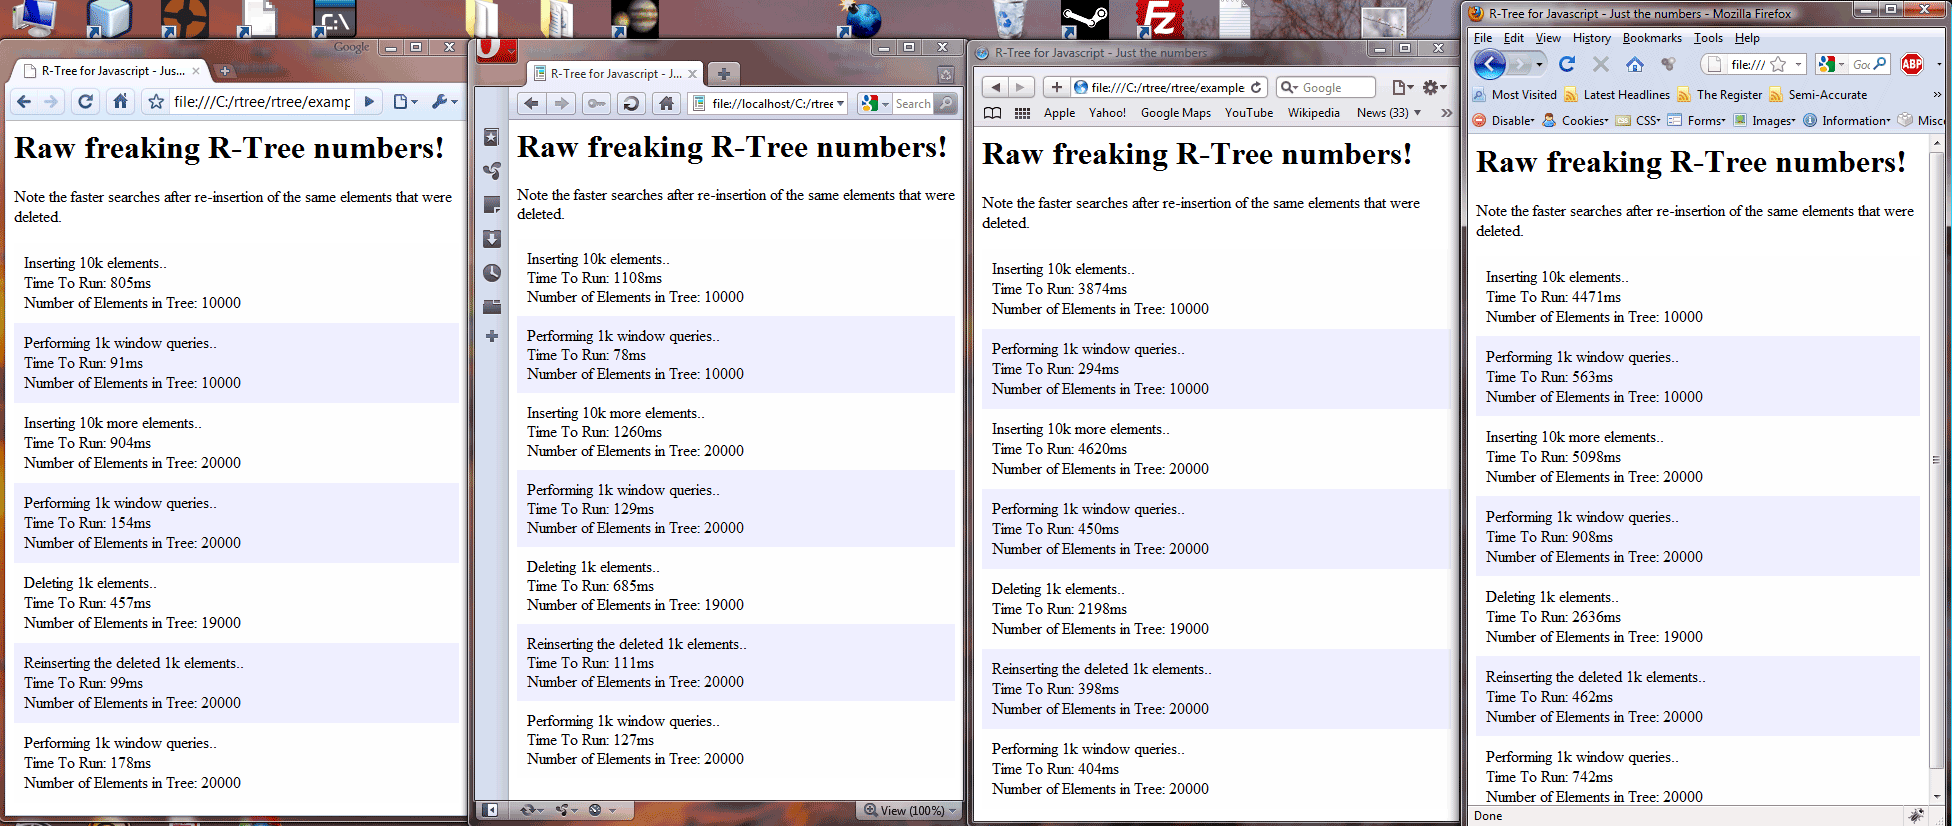 Google
R-Tree for Javascript - Jus...
file:///C:/rtree/rtree/examp
Raw freaking R-Tree numbers!
Note the faster searches after re-insertion of the same elements that were
deleted.
Inserting 10k elements..
Time To Run: 805ms
Number of Elements in Tree: 10000
Performing 1k window queries..
Time To Run: 91ms
Number of Elements in Tree: 10000
Inserting 10k more elements..
Time To Run: 904ms
Number of Elements in Tree: 20000
Performing 1k window queries..
Time To Run: 154ms
Number of Elements in Tree: 20000
Deleting 1k elements..
Time To Run: 457ms
Number of Elements in Tree: 19000
Reinserting the deleted 1k elements..
Time To Run: 99ms
Number of Elements in Tree: 20000
Performing 1k window queries..
Time To Run: 178ms
Number of Elements in Tree: 20000
R-Tree for Javascript - J...
file://localhost/C:/rtree
Search
Raw freaking R-Tree numbers!
Note the faster searches after re-insertion of the same elements that were
deleted.
Inserting 10k elements..
Time To Run: 1108ms
Number of Elements in Tree: 10000
Performing 1k window queries..
Time To Run: 78ms
Number of Elements in Tree: 10000
Inserting 10k more elements..
Time To Run: 1260ms
Number of Elements in Tree: 20000
Performing 1k window queries..
Time To Run: 129ms
Number of Elements in Tree: 20000
Deleting 1k elements..
Time To Run: 685ms
Number of Elements in Tree: 19000
Reinserting the deleted 1k elements..
Time To Run: 111ms
Number of Elements in Tree: 20000
Performing 1k window queries..
Time To Run: 127ms
Number of Elements in Tree: 20000
View (100%)
R-Tree for Javascript - Just the numbers
file:///C:/rtree/rtree/example
Google
Apple Yahoo! Google Maps YouTube Wikipedia News (33)
Raw freaking R-Tree numbers!
Note the faster searches after re-insertion of the same elements that were
deleted.
Inserting 10k elements..
Time To Run: 3874ms
Number of Elements in Tree: 10000
Performing 1k window queries..
Time To Run: 294ms
Number of Elements in Tree: 10000
Inserting 10k more elements..
Time To Run: 4620ms
Number of Elements in Tree: 20000
Performing 1k window queries..
Time To Run: 450ms
Number of Elements in Tree: 20000
Deleting 1k elements..
Time To Run: 2198ms
Number of Elements in Tree: 19000
Reinserting the deleted 1k elements..
Time To Run: 398ms
Number of Elements in Tree: 20000
Performing 1k window queries..
Time To Run: 404ms
Number of Elements in Tree: 20000
R-Tree for Javascript - Just the numbers - Mozilla Firefox
File Edit View History Bookmarks Tools Help
file:/// Goo ABP
Most Visited Latest Headlines The Register Semi-Accurate »
Disable Cookies CSS Forms Images Information Misc
Raw freaking R-Tree numbers!
Note the faster searches after re-insertion of the same elements that were
deleted.
Inserting 10k elements..
Time To Run: 4471ms
Number of Elements in Tree: 10000
Performing 1k window queries..
Time To Run: 563ms
Number of Elements in Tree: 10000
Inserting 10k more elements..
Time To Run: 5098ms
Number of Elements in Tree: 20000
Performing 1k window queries..
Time To Run: 908ms
Number of Elements in Tree: 20000
Deleting 1k elements..
Time To Run: 2636ms
Number of Elements in Tree: 19000
Reinserting the deleted 1k elements..
Time To Run: 462ms
Number of Elements in Tree: 20000
Performing 1k window queries..
Time To Run: 742ms
Number of Elements in Tree: 20000
Done